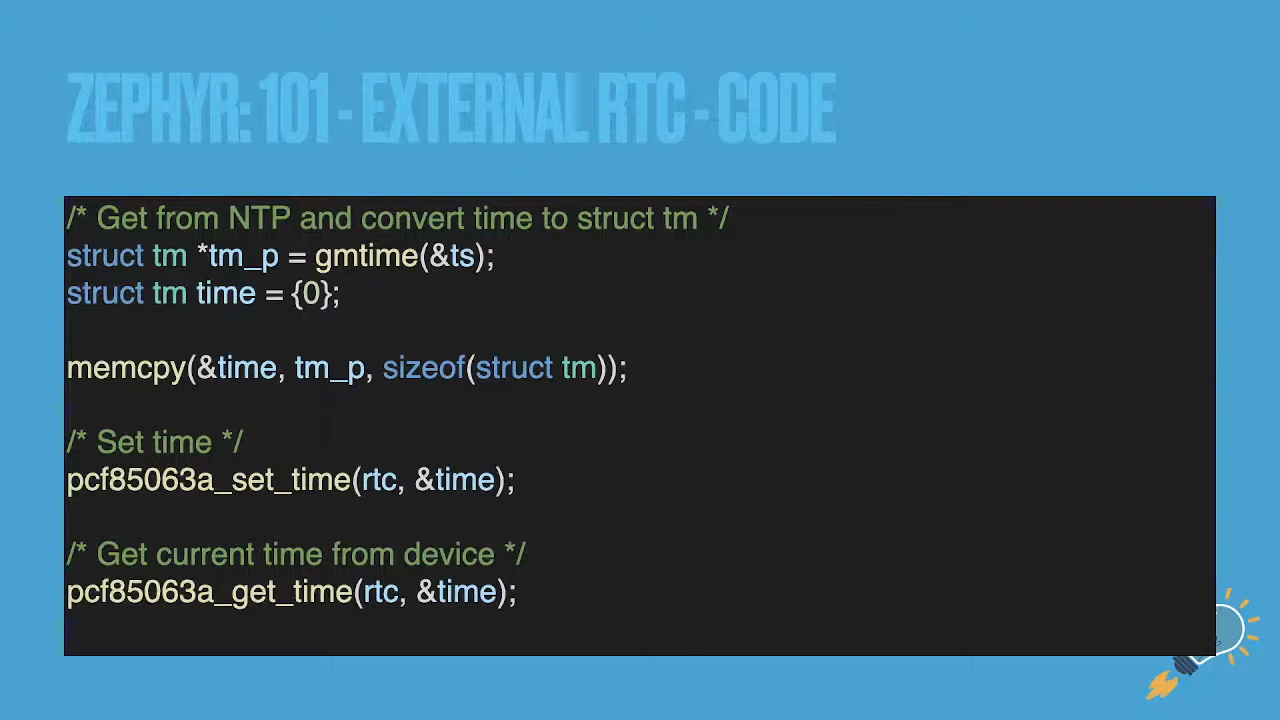 ZEPHYR: 101 - EXTERNAL RTC - CODE
/* Get from NTP and convert time to struct tm */
struct tm *tm_p = gmtime(&ts);
struct tm time = {0};
memcpy(&time, tm_p, sizeof(struct tm));
/* Set time */
pcf85063a_set_time(rtc, &time);
/* Get current time from device */
pcf85063a_get_time(rtc, &time);